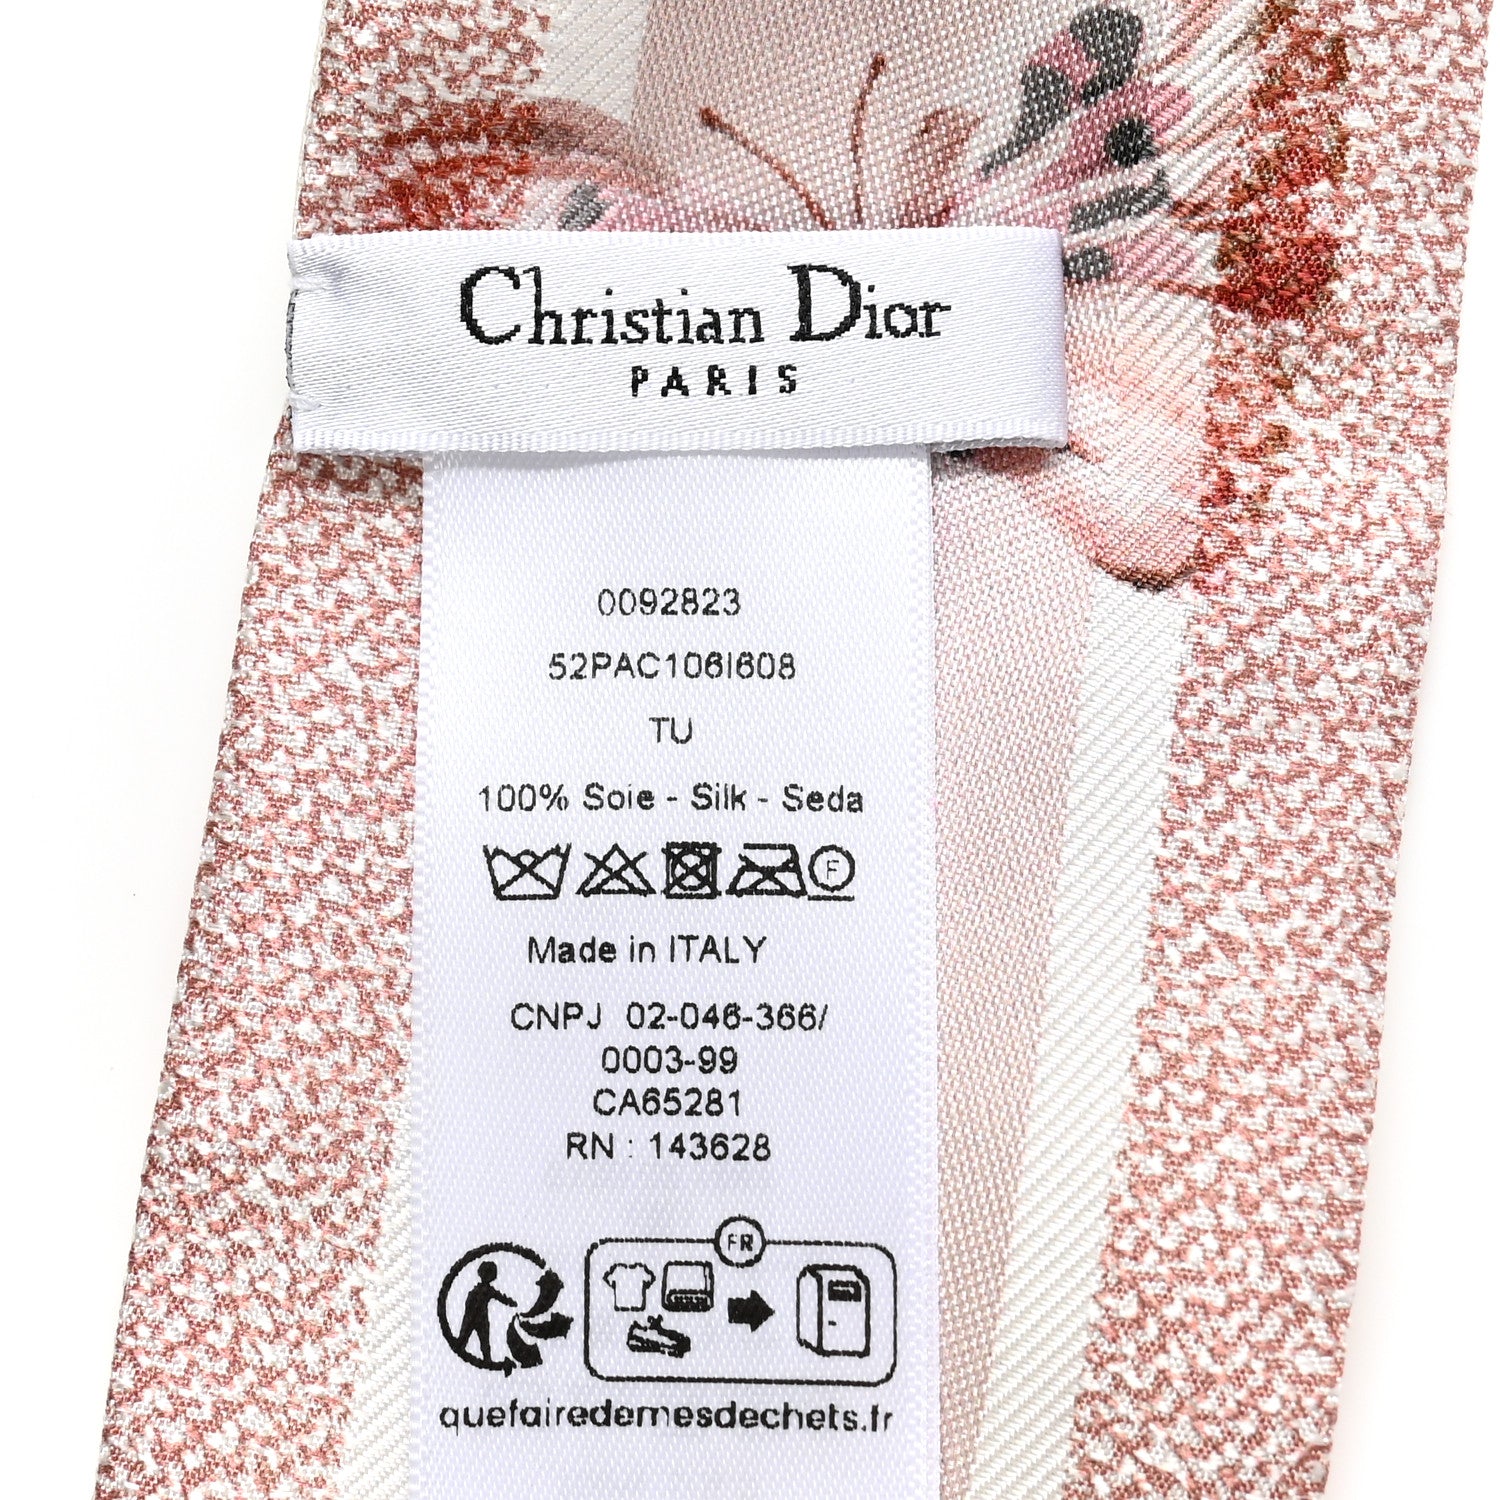 Christian Dior
PARIS
0092823
52PAC106I608
TU
100% Soie - Silk - Seda
F
Made in ITALY
CNPJ 02-046-366/
0003-99
CA65281
RN : 143628
FR
quefairedemesdechets.fr